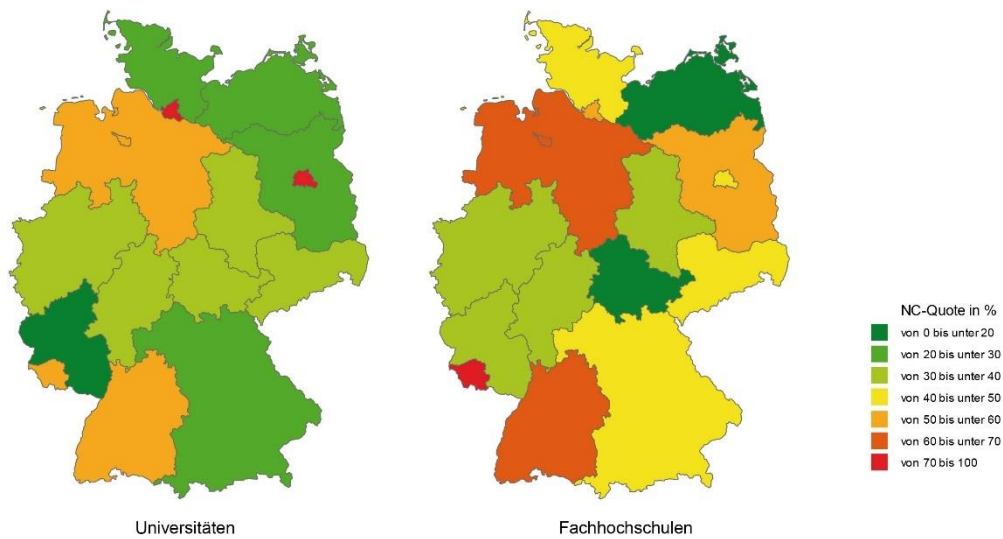 NC-Quote in %
von 0 bis unter 20
von 20 bis unter 30
von 30 bis unter 40
von 40 bis unter 50
von 50 bis unter 60
von 60 bis unter 70
von 70 bis 100
Universitäten
Fachhochschulen